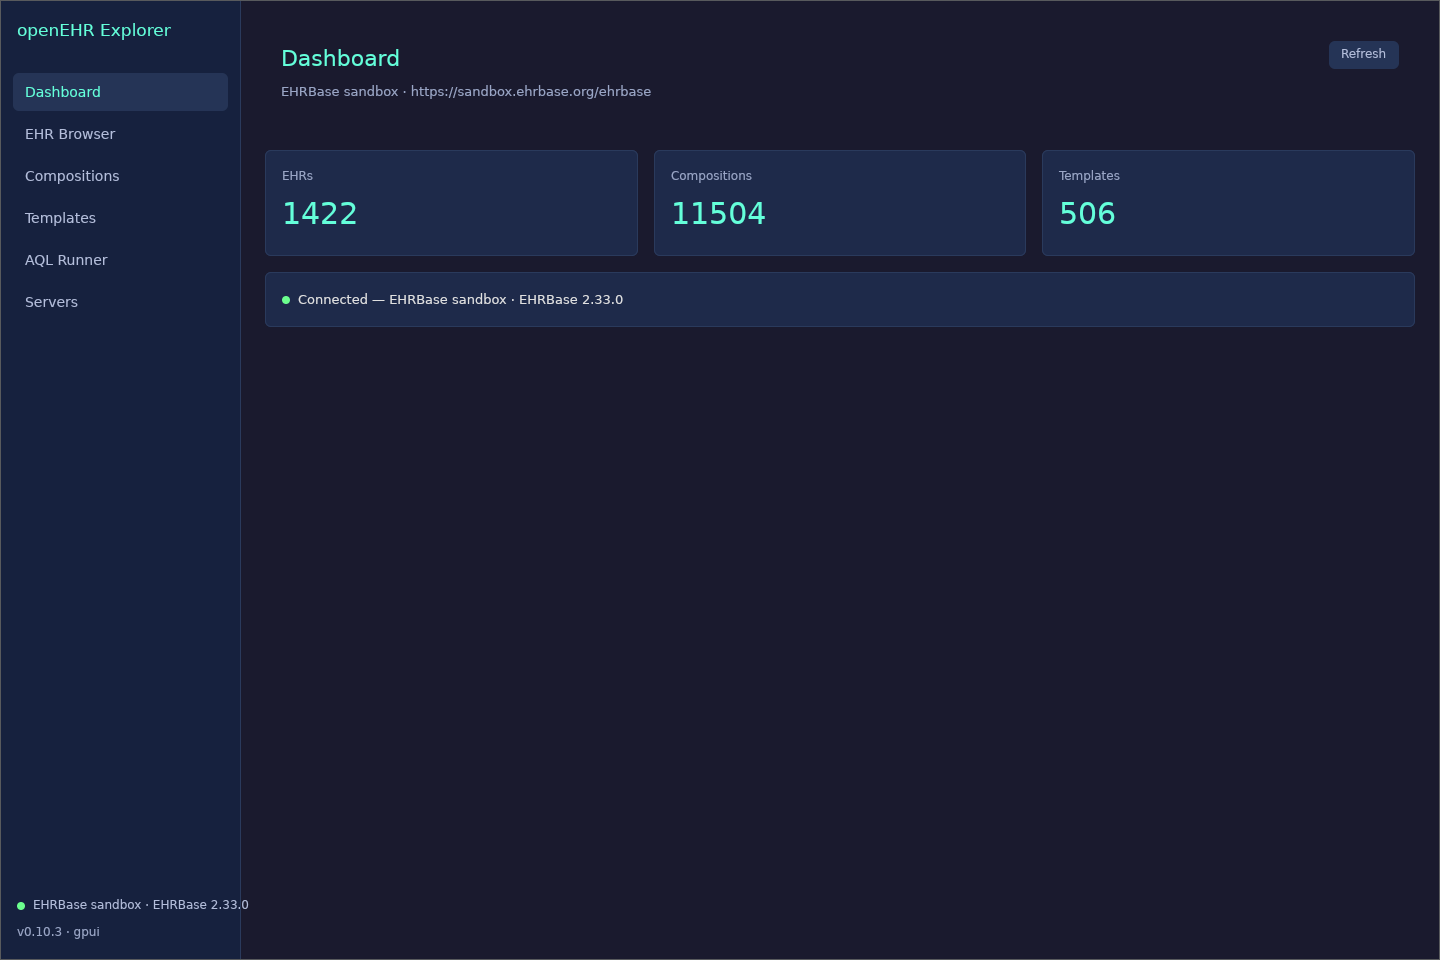 openEHR Explorer
Dashboard
EHR Browser
Compositions
Templates
AQL Runner
Servers
EHRBase sandbox · EHRBase 2.33.0
v0.10.3 · gpui
Dashboard
EHRBase sandbox · https://sandbox.ehrbase.org/ehrbase
Refresh
EHRs
1422
Compositions
11504
Templates
506
Connected — EHRBase sandbox · EHRBase 2.33.0